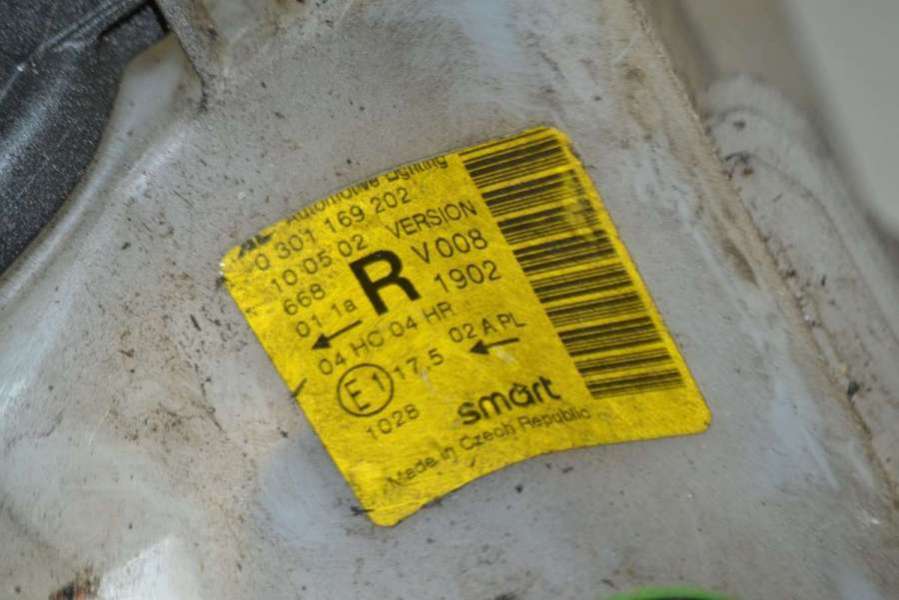 AL Automotive Lighting
0 301 169 202
10 05 02 VERSION
668 R V008
01 1a 1902
04 HC 04 HR
E1 17,5 02 A PL
1028
smart
Made in Czech Republic